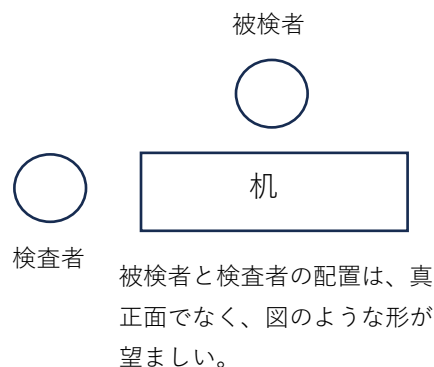 被検者
机
検査者
被検者と検査者の配置は、真
正面でなく、図のような形が
望ましい。